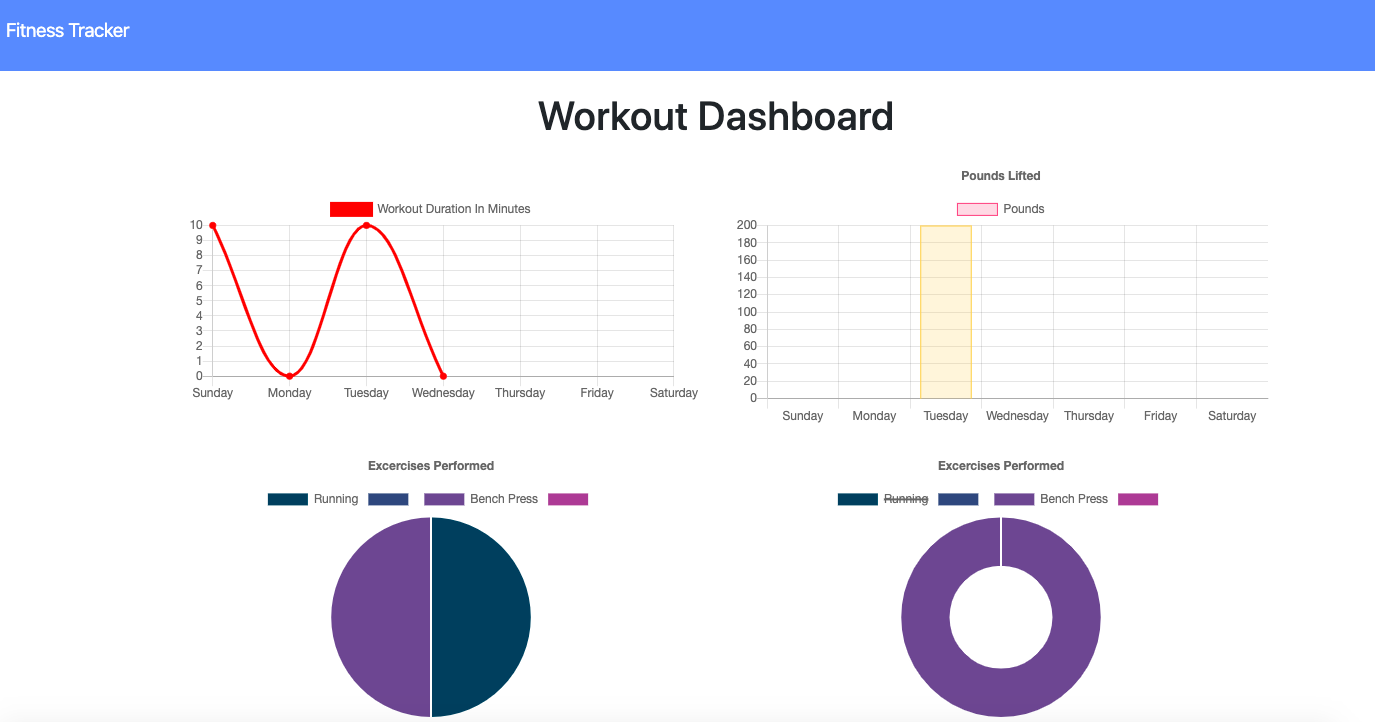 Fitness Tracker
Workout Dashboard
Workout Duration In Minutes
10
9
8
7
6
5
4
3
2
1
0
Sunday Monday Tuesday Wednesday Thursday Friday Saturday
Pounds Lifted
Pounds
200
180
160
140
120
100
80
60
40
20
0
Sunday Monday Tuesday Wednesday Thursday Friday Saturday
Excercises Performed
Running Bench Press
Excercises Performed
Running Bench Press